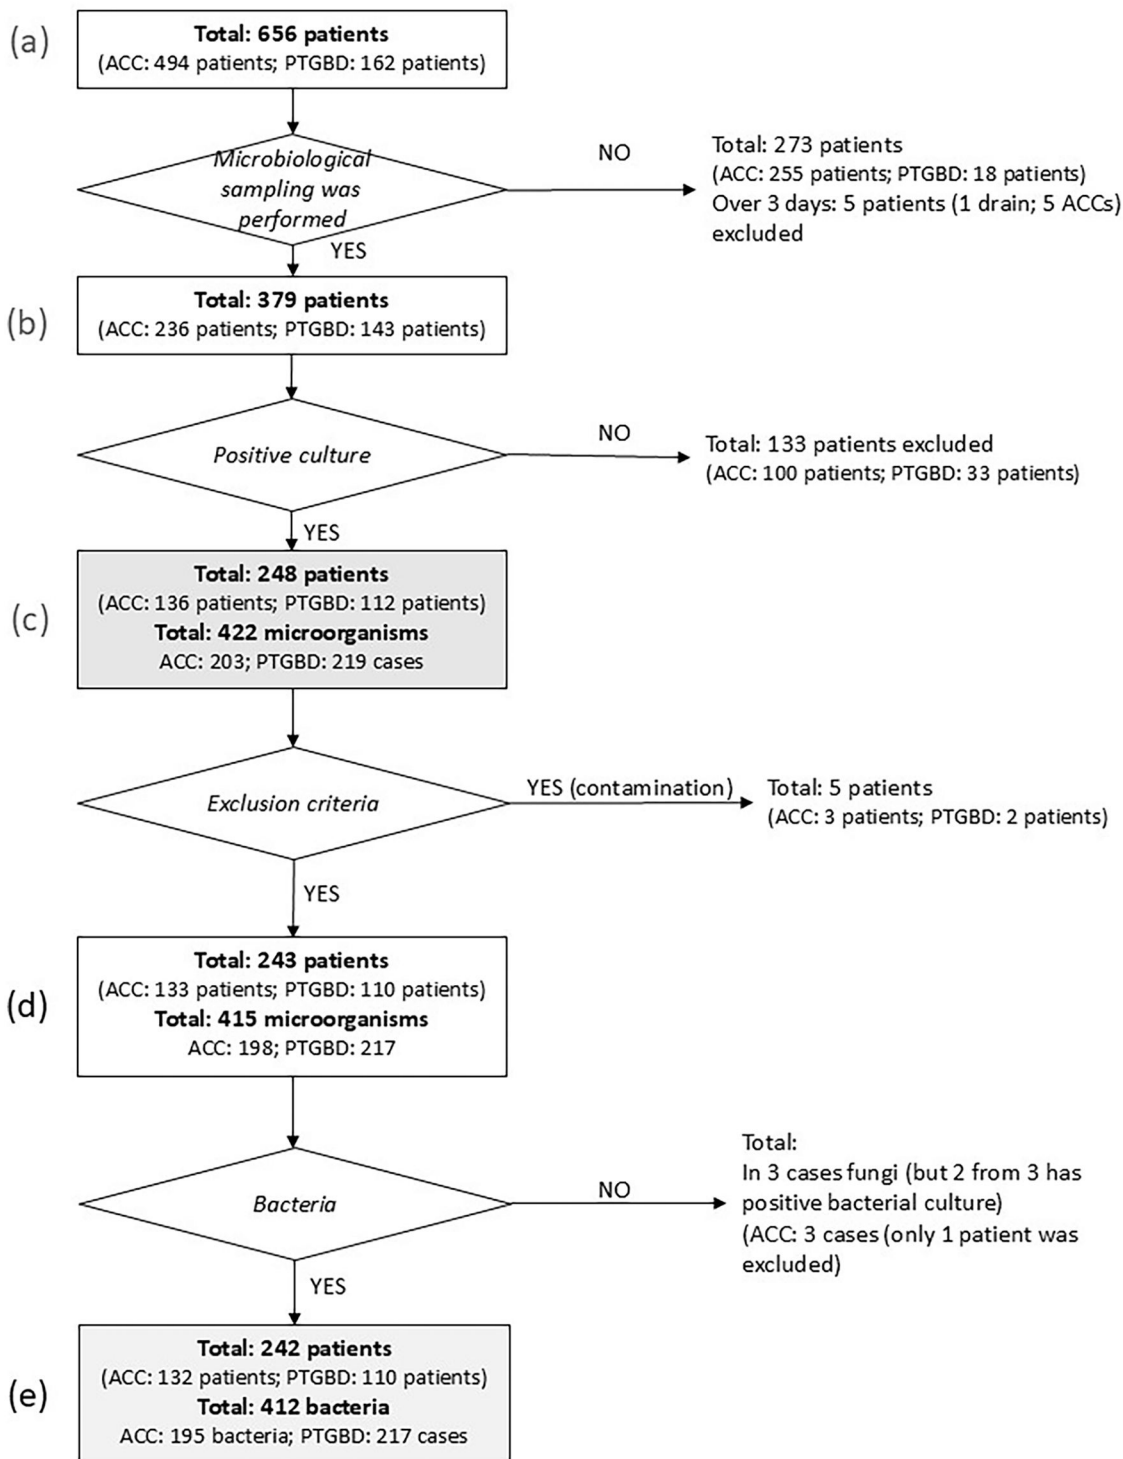 (a)
Total: 656 patients
(ACC: 494 patients; PTGBD: 162 patients)
Microbiological
sampling was
performed
NO
Total: 273 patients
(ACC: 255 patients; PTGBD: 18 patients)
Over 3 days: 5 patients (1 drain; 5 ACCs)
excluded
YES
(b)
Total: 379 patients
(ACC: 236 patients; PTGBD: 143 patients)
Positive culture
NO
Total: 133 patients excluded
(ACC: 100 patients; PTGBD: 33 patients)
YES
(c)
Total: 248 patients
(ACC: 136 patients; PTGBD: 112 patients)
Total: 422 microorganisms
ACC: 203; PTGBD: 219 cases
Exclusion criteria
YES (contamination)
Total: 5 patients
(ACC: 3 patients; PTGBD: 2 patients)
YES
(d)
Total: 243 patients
(ACC: 133 patients; PTGBD: 110 patients)
Total: 415 microorganisms
ACC: 198; PTGBD: 217
Bacteria
NO
Total:
In 3 cases fungi (but 2 from 3 has
positive bacterial culture)
(ACC: 3 cases (only 1 patient was
excluded)
YES
(e)
Total: 242 patients
(ACC: 132 patients; PTGBD: 110 patients)
Total: 412 bacteria
ACC: 195 bacteria; PTGBD: 217 cases